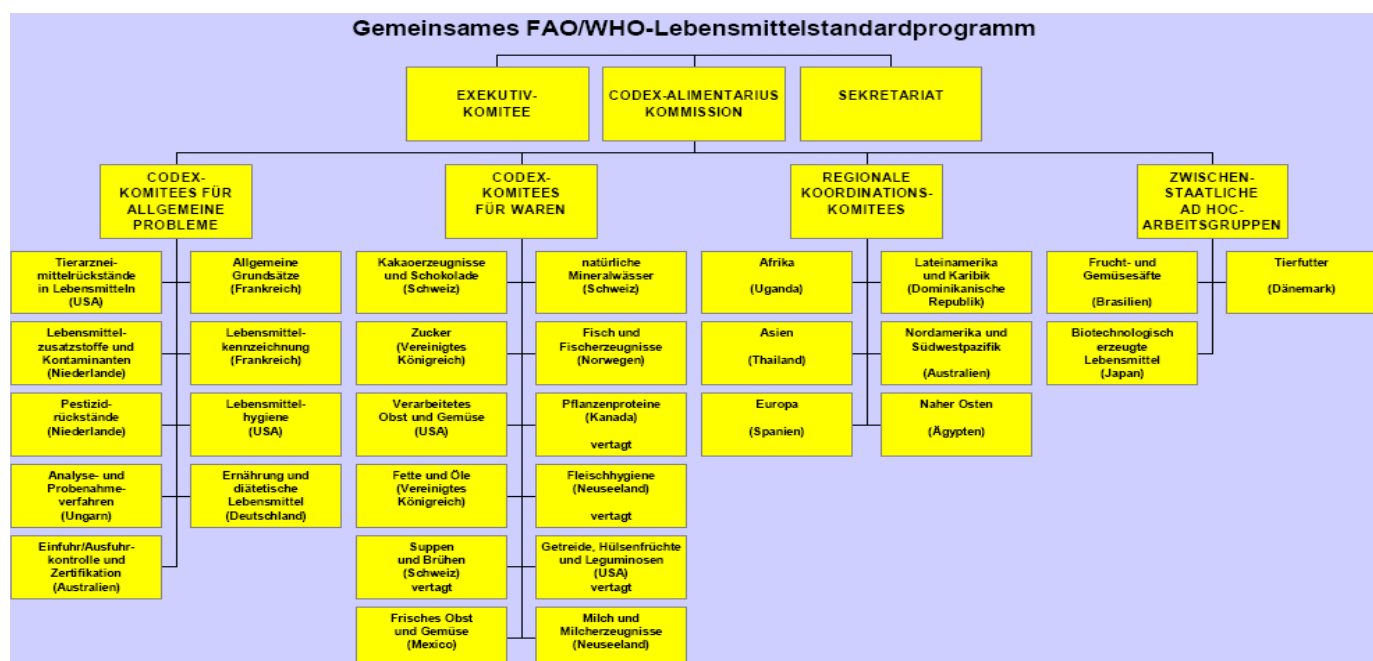 Gemeinsames FAO/WHO-Lebensmittelstandardprogramm
EXEKUTIV-
KOMITEE
CODEX-ALIMENTARIUS
KOMMISSION
SEKRETARIAT
CODEX-
KOMITEES FÜR
ALLGEMEINE
PROBLEME
CODEX-
KOMITEES
FÜR WAREN
REGIONALE
KOORDINATIONS-
KOMITEES
ZWISCHEN-
STAATLICHE
AD HOC-
ARBEITSGRUPPEN
Tierarznei-
mittelrückstände
in Lebensmitteln
(USA)
Allgemeine
Grundsätze
(Frankreich)
Kakaoerzeugnisse
und Schokolade
(Schweiz)
natürliche
Mineralwässer
(Schweiz)
Afrika
(Uganda)
Lateinamerika
und Karibik
(Dominikanische
Republik)
Frucht- und
Gemüsesäfte
(Brasilien)
Tierfutter
(Dänemark)
Lebensmittel-
zusatzstoffe und
Kontaminanten
(Niederlande)
Lebensmittel-
kennzeichnung
(Frankreich)
Zucker
(Vereinigtes
Königreich)
Fisch und
Fischerzeugnisse
(Norwegen)
Asien
(Thailand)
Nordamerika und
Südwestpazifik
(Australien)
Biotechnologisch
erzeugte
Lebensmittel
(Japan)
Pestizid-
rückstände
(Niederlande)
Lebensmittel-
hygiene
(USA)
Verarbeitetes
Obst und Gemüse
(USA)
Pflanzenproteine
(Kanada)
vertagt
Europa
(Spanien)
Naher Osten
(Ägypten)
Analyse- und
Probenahme-
verfahren
(Ungarn)
Ernährung und
diätetische
Lebensmittel
(Deutschland)
Fette und Öle
(Vereinigtes
Königreich)
Fleischhygiene
(Neuseeland)
vertagt
Einfuhr/Ausfuhr-
kontrolle und
Zertifikation
(Australien)
Suppen
und Brühen
(Schweiz)
vertagt
Getreide, Hülsenfrüchte
und Leguminosen
(USA)
vertagt
Frisches Obst
und Gemüse
(Mexico)
Milch und
Milcherzeugnisse
(Neuseeland)